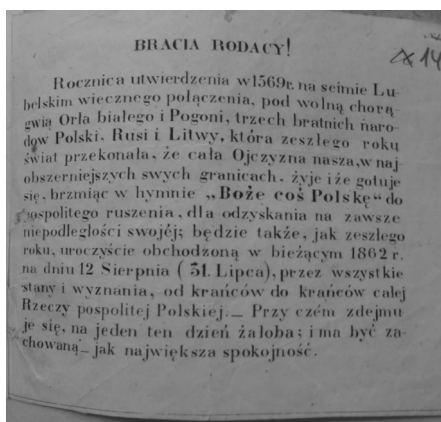 BRACIA RODACY!
α 14
Rocznica utwierdzenia w 1569r. na seimie Lu-
belskim wiecznego połączenia, pod wolną chorą-
gwią Orła białego i Pogoni, trzech bratnich naro-
dów Polski, Rusi i Litwy, która zeszłego roku
świat przekonała, że cała Ojczyzna nasza, w naj-
obszerniejszych swych granicach, żyje i że gotuje
się, brzmiąc w hymnie „Boże coś Polskę“ do
pospolitego ruszenia, dla odzyskania na zawsze
niepodległości swojéj; będzie także, jak zeszłego
roku, uroczyście obchodzoną w bieżącym 1862 r.
na dniu 12 Sierpnia ( 31. Lipca), przez wszystkie
stany i wyznania, od krańców do krańców całej
Rzeczy pospolitej Polskiej._ Przy czém zdejmu
je się, na jeden ten dzień żałoba; i ma być za-
chowaną_ jak największa spokojność.